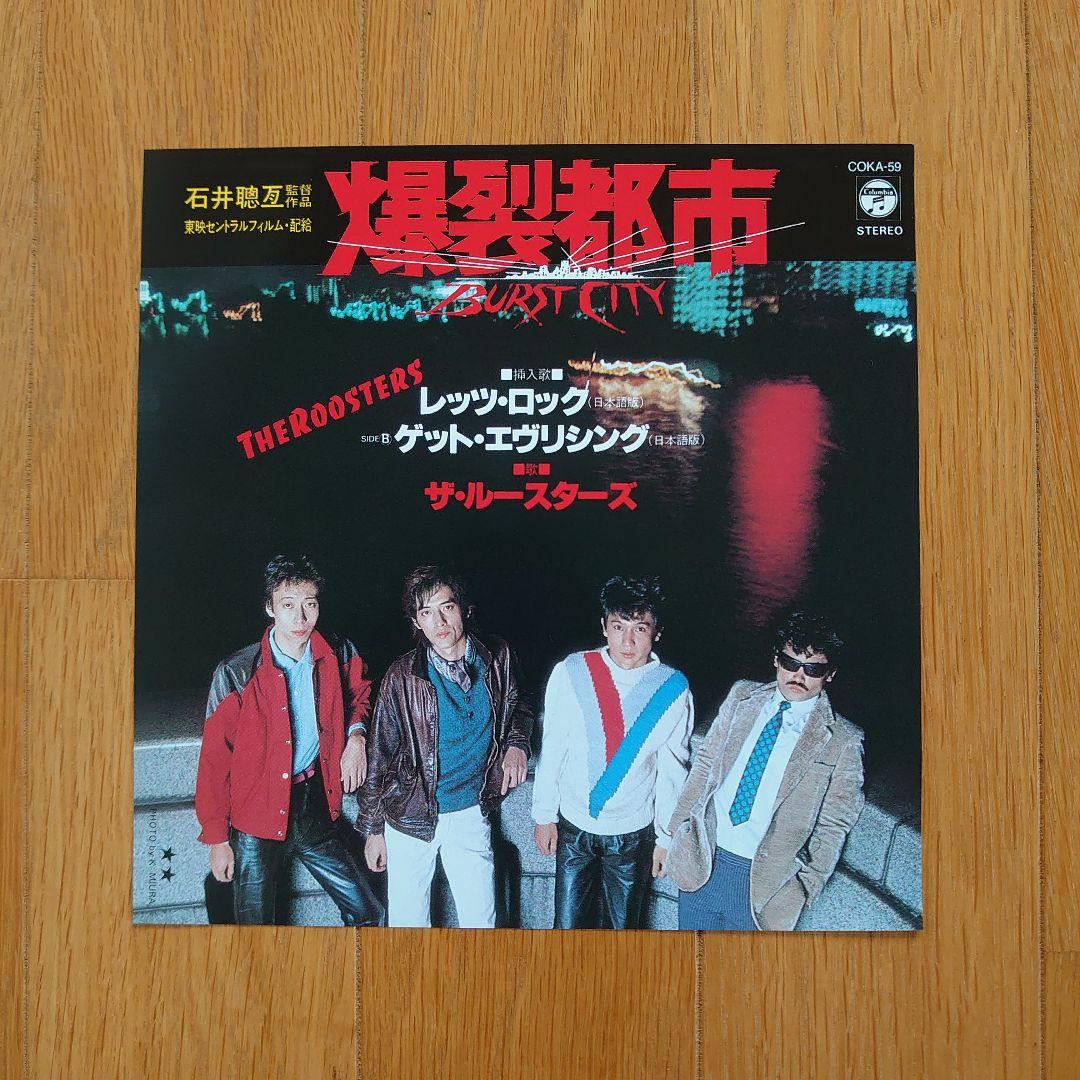 石井聰亙監督作品
東映セントラルフィルム・配給
爆裂都市
BURST CITY
COKA-59
Columbia
STEREO
THE ROOSTERS
■挿入歌■
レッツ・ロック(日本語版)
SIDE B ゲット・エヴリシング(日本語版)
■歌■
ザ・ルースターズ
PHOTO by K. MIURA